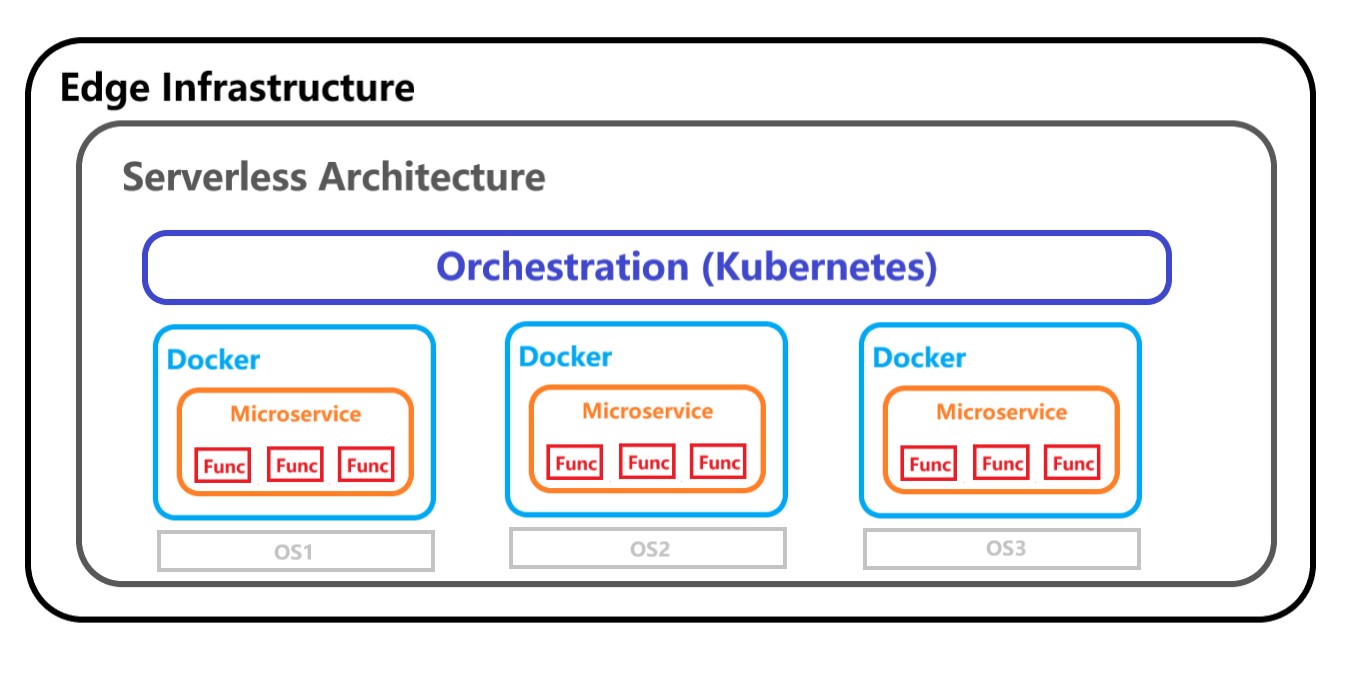 Edge Infrastructure
Serverless Architecture
Orchestration (Kubernetes)
Docker
Microservice
Func Func Func
OS1
Docker
Microservice
Func Func Func
OS2
Docker
Microservice
Func Func Func
OS3